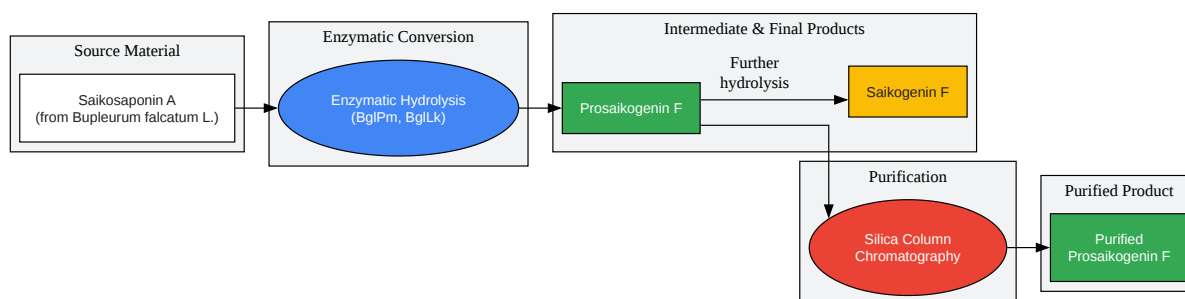 Source Material
Saikosaponin A
(from Bupleurum falcatum L.)
Enzymatic Conversion
Enzymatic Hydrolysis
(BglPm, BglLk)
Intermediate & Final Products
Prosaikogenin F
Further
hydrolysis
Saikogenin F
Purification
Silica Column
Chromatography
Purified Product
Purified
Prosaikogenin F